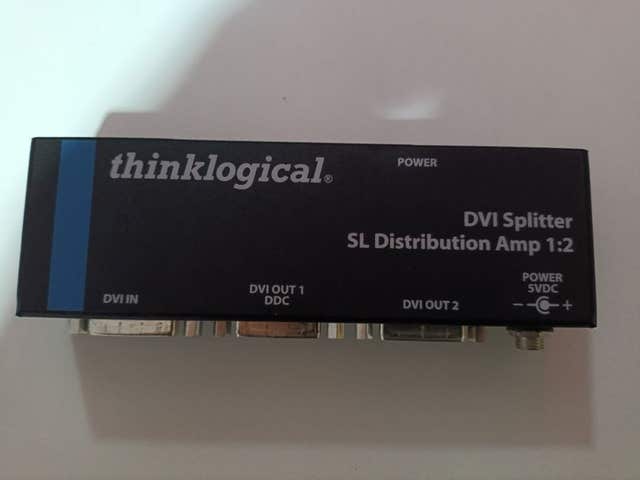 thinklogical®
POWER
DVI Splitter
SL Distribution Amp 1:2
DVI IN
DVI OUT 1
DDC
DVI OUT 2
POWER
5VDC
- +